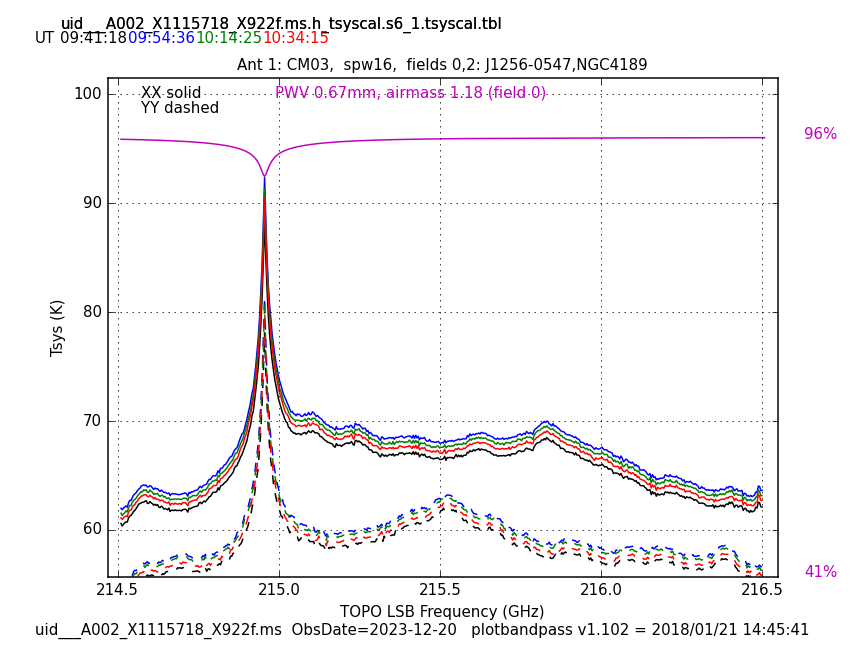 uid___A002_X1115718_X922f.ms.h_tsyscal.s6_1.tsyscal.tbl
UT 09:41:18 09:54:36 10:14:25 10:34:15
Ant 1: CM03,  spw16,  fields 0,2: J1256-0547,NGC4189
XX solid
PWV 0.67mm, airmass 1.18 (field 0)
YY dashed
100
96%
90
80
70
60
41%
Tsys (K)
214.5 215.0 215.5 216.0 216.5
TOPO LSB Frequency (GHz)
uid___A002_X1115718_X922f.ms  ObsDate=2023-12-20   plotbandpass v1.102 = 2018/01/21 14:45:41